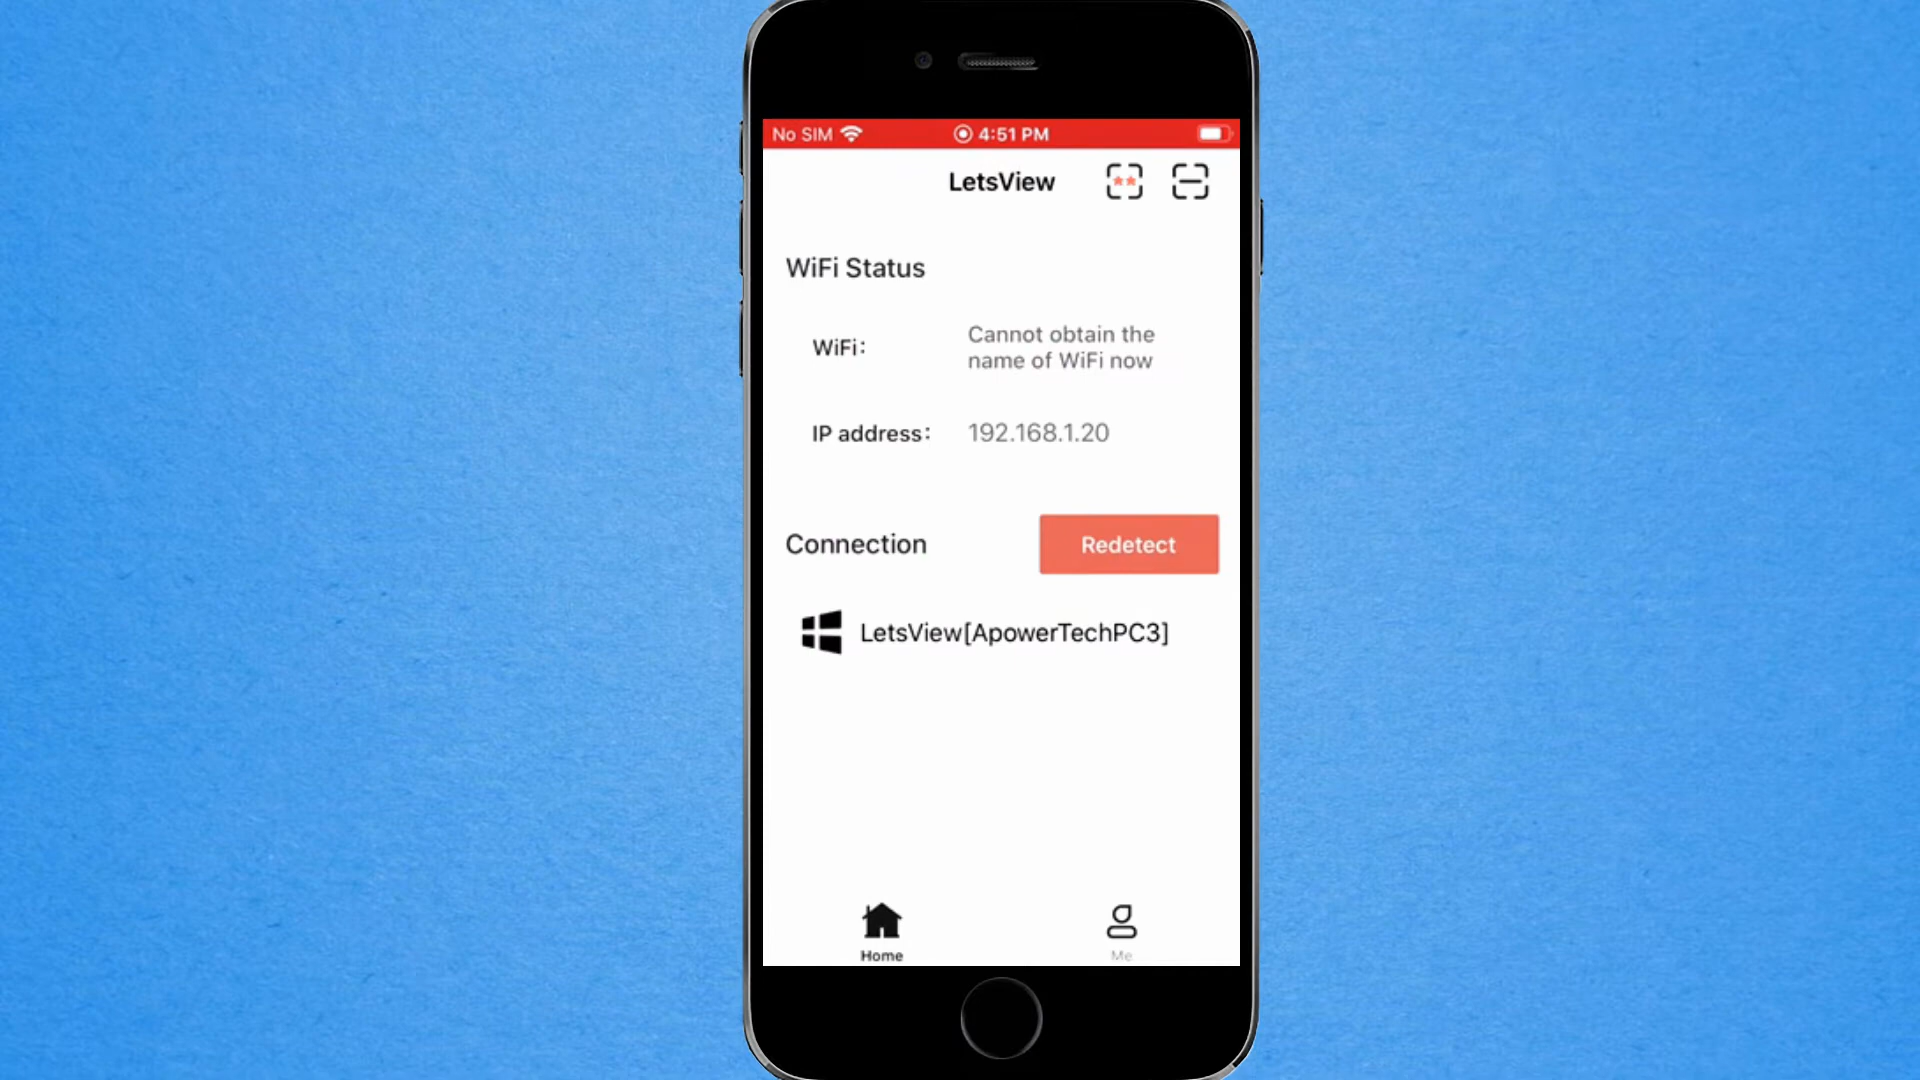 No SIM 4:51 PM
LetsView
WiFi Status
WiFi: Cannot obtain the
name of WiFi now
IP address: 192.168.1.20
Connection Redetect
LetsView[ApowerTechPC3]
Home Me